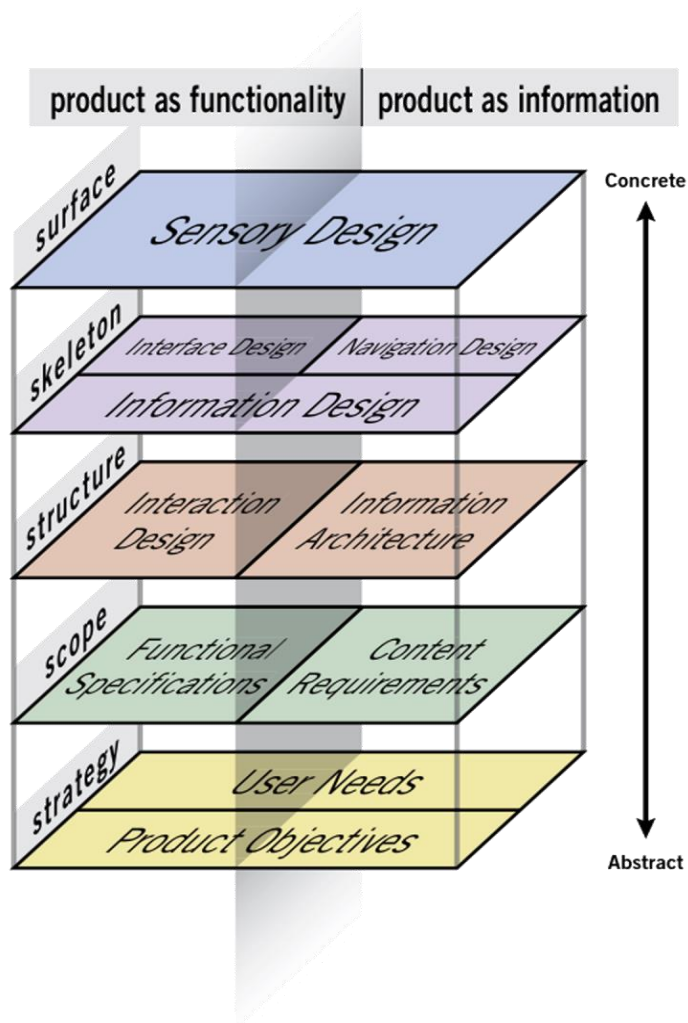 product as functionality
product as information
Concrete
surface
Sensory Design
skeleton
Interface Design
Navigation Design
Information Design
structure
Interaction
Design
Information
Architecture
scope
Functional
Specifications
Content
Requirements
strategy
User Needs
Product Objectives
Abstract